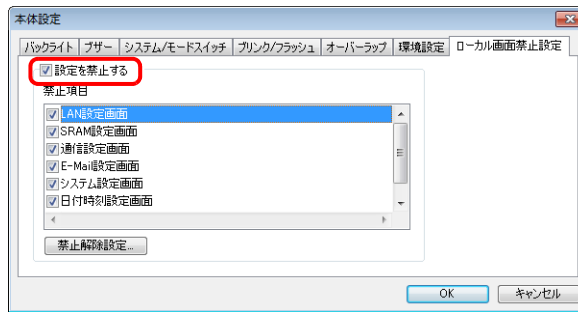 本体設定
バックライト ブザー システム/モードスイッチ ブリンク/フラッシュ オーバーラップ 環境設定 ローカル画面禁止設定
設定を禁止する
禁止項目
LAN設定画面
SRAM設定画面
通信設定画面
E-Mail設定画面
システム設定画面
日付時刻設定画面
禁止解除設定...
OK キャンセル